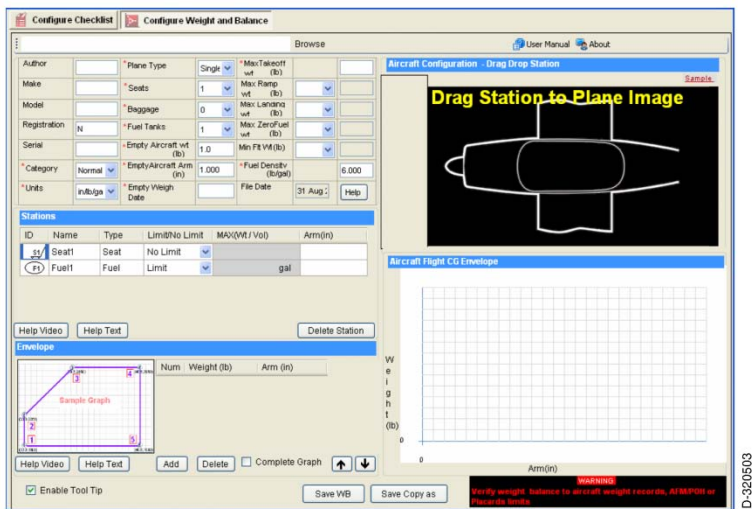 Configure Checklist Configure Weight and Balance
Browse User Manual About
Author *Plane Type Single *MaxTakeoff wt (lb)
Make *Seats 1 Max Ramp wt (lb)
Model *Baggage 0 Max Landing wt (lb)
Registration N *Fuel Tanks 1 Max ZeroFuel wt (lb)
Serial *Empty Aircraft wt (lb) 1.0 Min Flt Wt(lb)
*Category Normal *EmptyAircraft Arm (in) 1.000 *Fuel Density (lb/gal) 6.000
*Units in/lb/ga *Empty Weigh Date File Date 31 Aug 2 Help
Aircraft Configuration - Drag Drop Station
Sample
Drag Station to Plane Image
Stations
ID Name Type Limit/No Limit MAX(Wt / Vol) Arm(in)
S1 Seat1 Seat No Limit
F1 Fuel1 Fuel Limit gal
Help Video Help Text Delete Station
Aircraft Flight CG Envelope
Weight (lb)
0
0
Arm(in)
Envelope
Num Weight (lb) Arm (in)
Sample Graph
1 2 3 4 5
Help Video Help Text Add Delete Complete Graph
Enable Tool Tip
Save WB Save Copy as
WARNING
Verify weight balance to aircraft weight records, AFM/POH or
Placards limits
D-320503